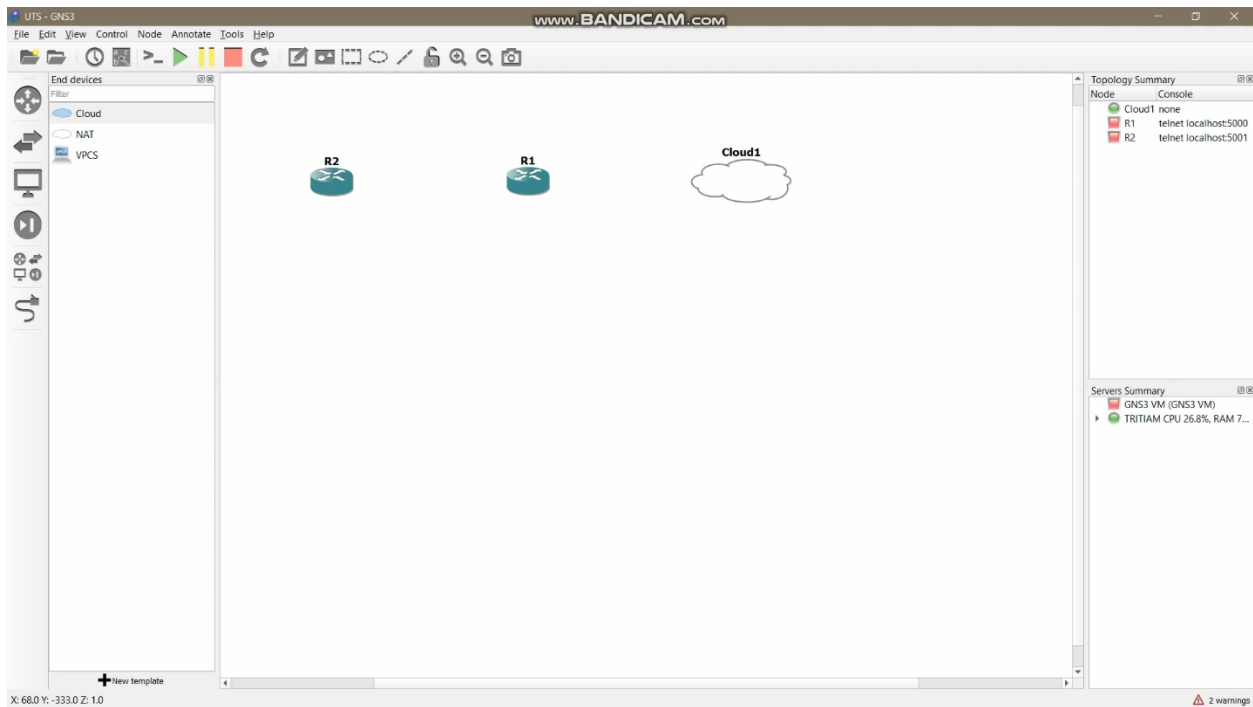 UTS - GNS3
www.BANDICAM.com
File Edit View Control Node Annotate Tools Help
End devices
Filter
Cloud
NAT
VPCS
R2
R1
Cloud1
Topology Summary
Node Console
Cloud1 none
R1 telnet localhost:5000
R2 telnet localhost:5001
Servers Summary
GNS3 VM (GNS3 VM)
TRITIAM CPU 26.8%, RAM 7...
New template
X: 68.0 Y: -333.0 Z: 1.0
2 warnings